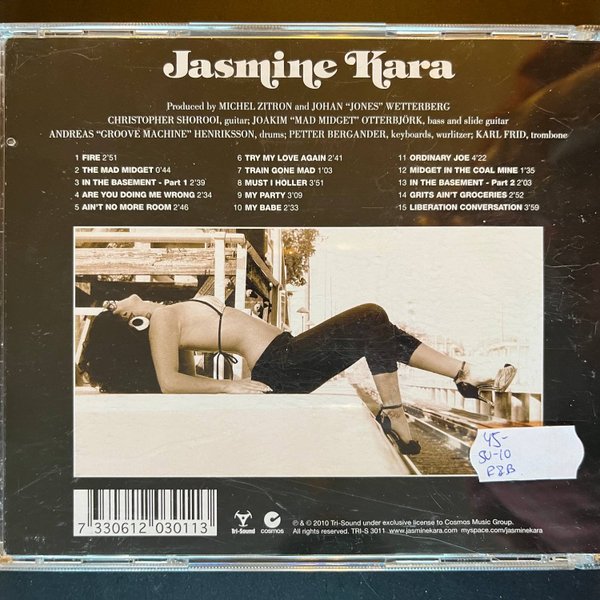 Jasmine Kara
Produced by MICHEL ZITRON and JOHAN "JONES" WETTERBERG
CHRISTOPHER SHOROOI, guitar; JOAKIM "MAD MIDGET" OTTERBJÖRK, bass and slide guitar
ANDREAS "GROOVE MACHINE" HENRIKSSON, drums; PETTER BERGANDER, keyboards, wurlitzer; KARL FRID, trombone
1 FIRE 2'51
2 THE MAD MIDGET 0'44
3 IN THE BASEMENT - Part 1 2'39
4 ARE YOU DOING ME WRONG 2'34
5 AIN'T NO MORE ROOM 2'46
6 TRY MY LOVE AGAIN 2'41
7 TRAIN GONE MAD 1'03
8 MUST I HOLLER 3'51
9 MY PARTY 3'09
10 MY BABE 2'33
11 ORDINARY JOE 4'22
12 MIDGET IN THE COAL MINE 1'35
13 IN THE BASEMENT - Part 2 2'03
14 GRITS AIN'T GROCERIES 2'52
15 LIBERATION CONVERSATION 3'59
45-
SU-10
R&B
7 330612 030113
Tri-Sound
cosmos
℗ & © 2010 Tri-Sound under exclusive license to Cosmos Music Group.
All rights reserved. TRI-S 3011 www.jasminekara.com myspace.com/jasminekara